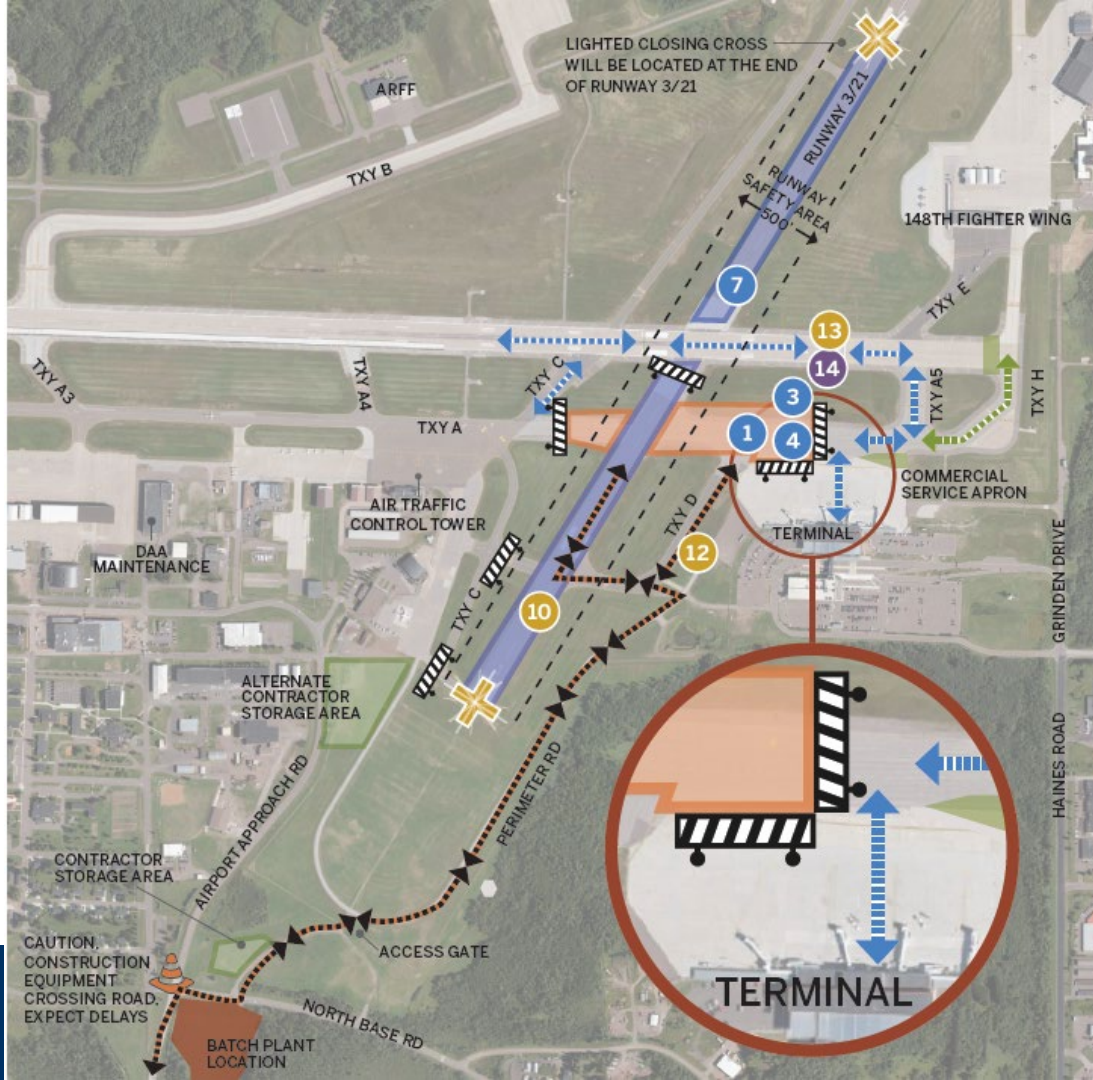 LIGHTED CLOSING CROSS
WILL BE LOCATED AT THE END
OF RUNWAY 3/21
ARFF
RUNWAY 3/21
TXY B
RUNWAY
SAFETY AREA
500'
148TH FIGHTER WING
7
TXY E
13
14
TXY A3
TXY A4
TXY C
TXY A5
TXY H
3
TXY A
1
4
AIR TRAFFIC
CONTROL TOWER
COMMERCIAL
SERVICE APRON
DAA
MAINTENANCE
TXY D
TERMINAL
12
GRINDEN DRIVE
TXY C
10
ALTERNATE
CONTRACTOR
STORAGE AREA
AIRPORT APPROACH RD
PERIMETER RD
HAINES ROAD
CONTRACTOR
STORAGE AREA
ACCESS GATE
CAUTION,
CONSTRUCTION
EQUIPMENT
CROSSING ROAD,
EXPECT DELAYS
NORTH BASE RD
BATCH PLANT
LOCATION
TERMINAL